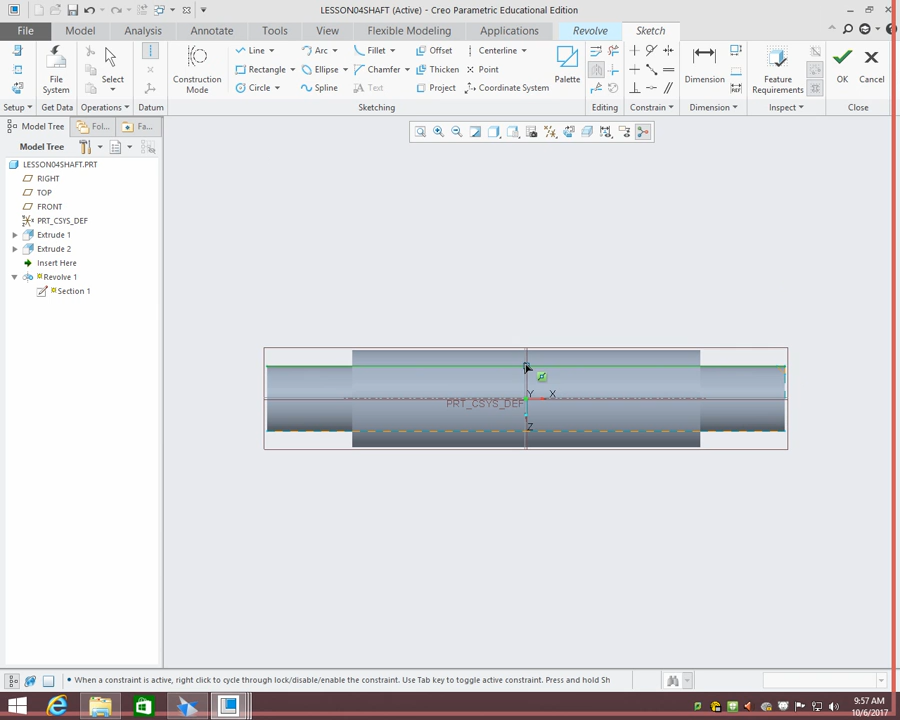 LESSON04SHAFT (Active) - Creo Parametric Educational Edition
File Model Analysis Annotate Tools View Flexible Modeling Applications Revolve Sketch
Line Arc Fillet Offset Centerline
Rectangle Ellipse Chamfer Thicken Point
Circle Spline Text Project Coordinate System
File System
Select
Construction Mode
Palette
Dimension
Feature Requirements
OK Cancel
Setup Get Data Operations Datum Sketching Editing Constrain Dimension Inspect Close
Model Tree Fol... Fa...
Model Tree
LESSON04SHAFT.PRT
RIGHT
TOP
FRONT
PRT_CSYS_DEF
Extrude 1
Extrude 2
Insert Here
Revolve 1
Section 1
Y X
PRT_CSYS_DEF
Z
• When a constraint is active, right click to cycle through lock/disable/enable the constraint. Use Tab key to toggle active constraint. Press and hold Sh
9:57 AM
10/6/2017